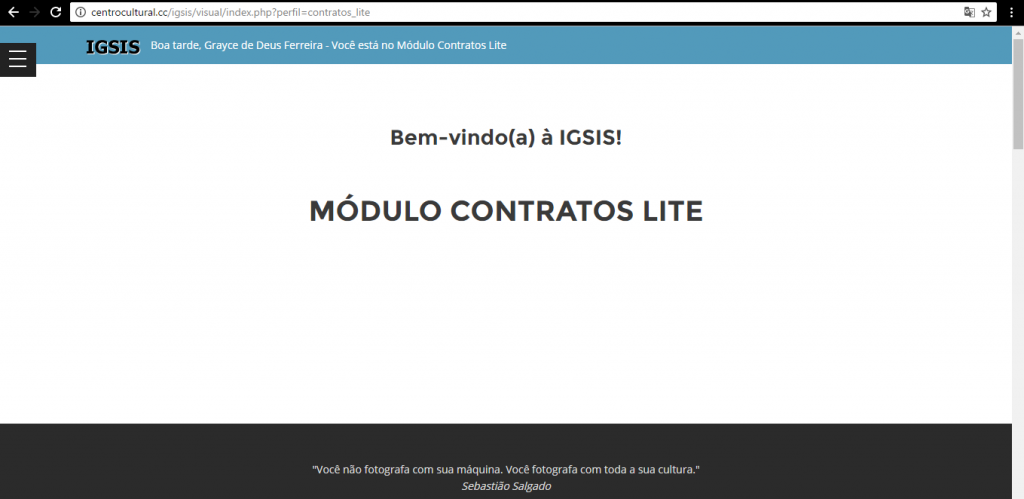 centrocultural.cc/igsis/visual/index.php?perfil=contratos_lite
IGSIS Boa tarde, Grayce de Deus Ferreira - Você está no Módulo Contratos Lite
Bem-vindo(a) à IGSIS!
MÓDULO CONTRATOS LITE
"Você não fotografa com sua máquina. Você fotografa com toda a sua cultura."
Sebastião Salgado